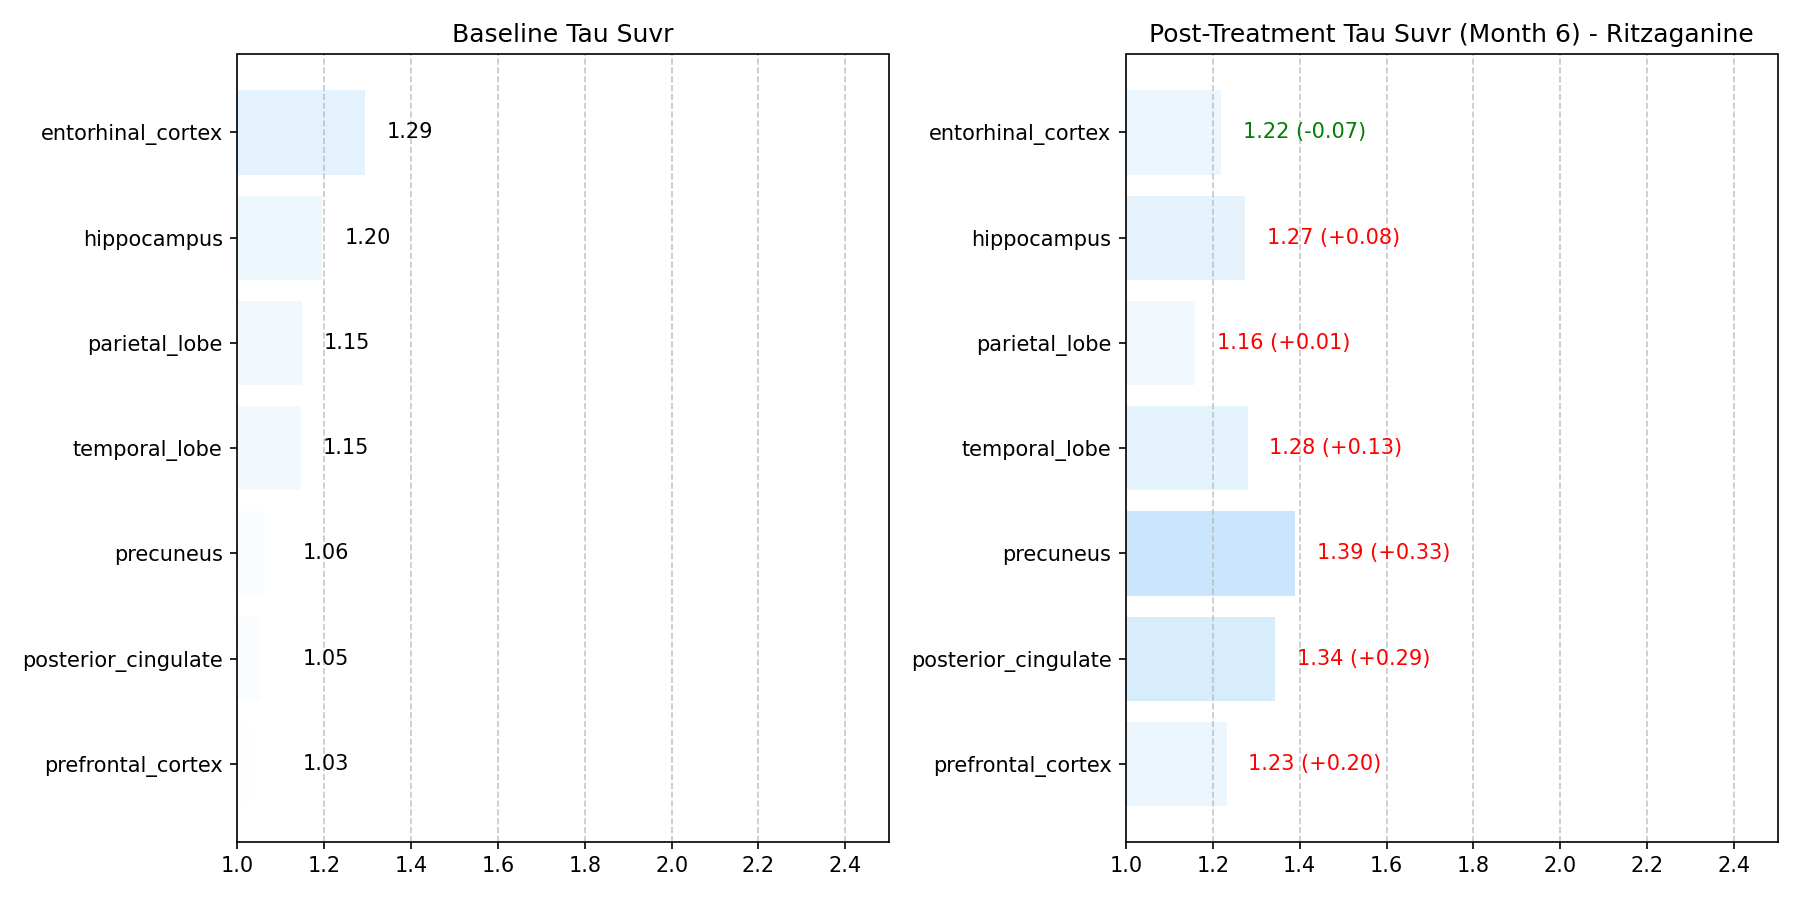 Baseline Tau Suvr
entorhinal_cortex
1.29
hippocampus
1.20
parietal_lobe
1.15
temporal_lobe
1.15
precuneus
1.06
posterior_cingulate
1.05
prefrontal_cortex
1.03
1.0 1.2 1.4 1.6 1.8 2.0 2.2 2.4
Post-Treatment Tau Suvr (Month 6) - Ritzaganine
entorhinal_cortex
1.22 (-0.07)
hippocampus
1.27 (+0.08)
parietal_lobe
1.16 (+0.01)
temporal_lobe
1.28 (+0.13)
precuneus
1.39 (+0.33)
posterior_cingulate
1.34 (+0.29)
prefrontal_cortex
1.23 (+0.20)
1.0 1.2 1.4 1.6 1.8 2.0 2.2 2.4